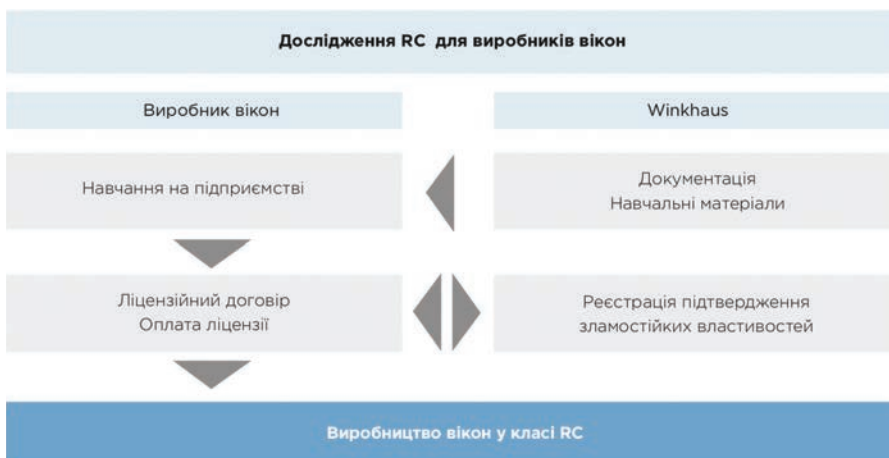 Дослідження RC для виробників вікон
Виробник вікон
Winkhaus
Навчання на підприємстві
Документація
Навчальні матеріали
Ліцензійний договір
Оплата ліцензії
Реєстрація підтвердження
зламостійких властивостей
Виробництво вікон у класі RC